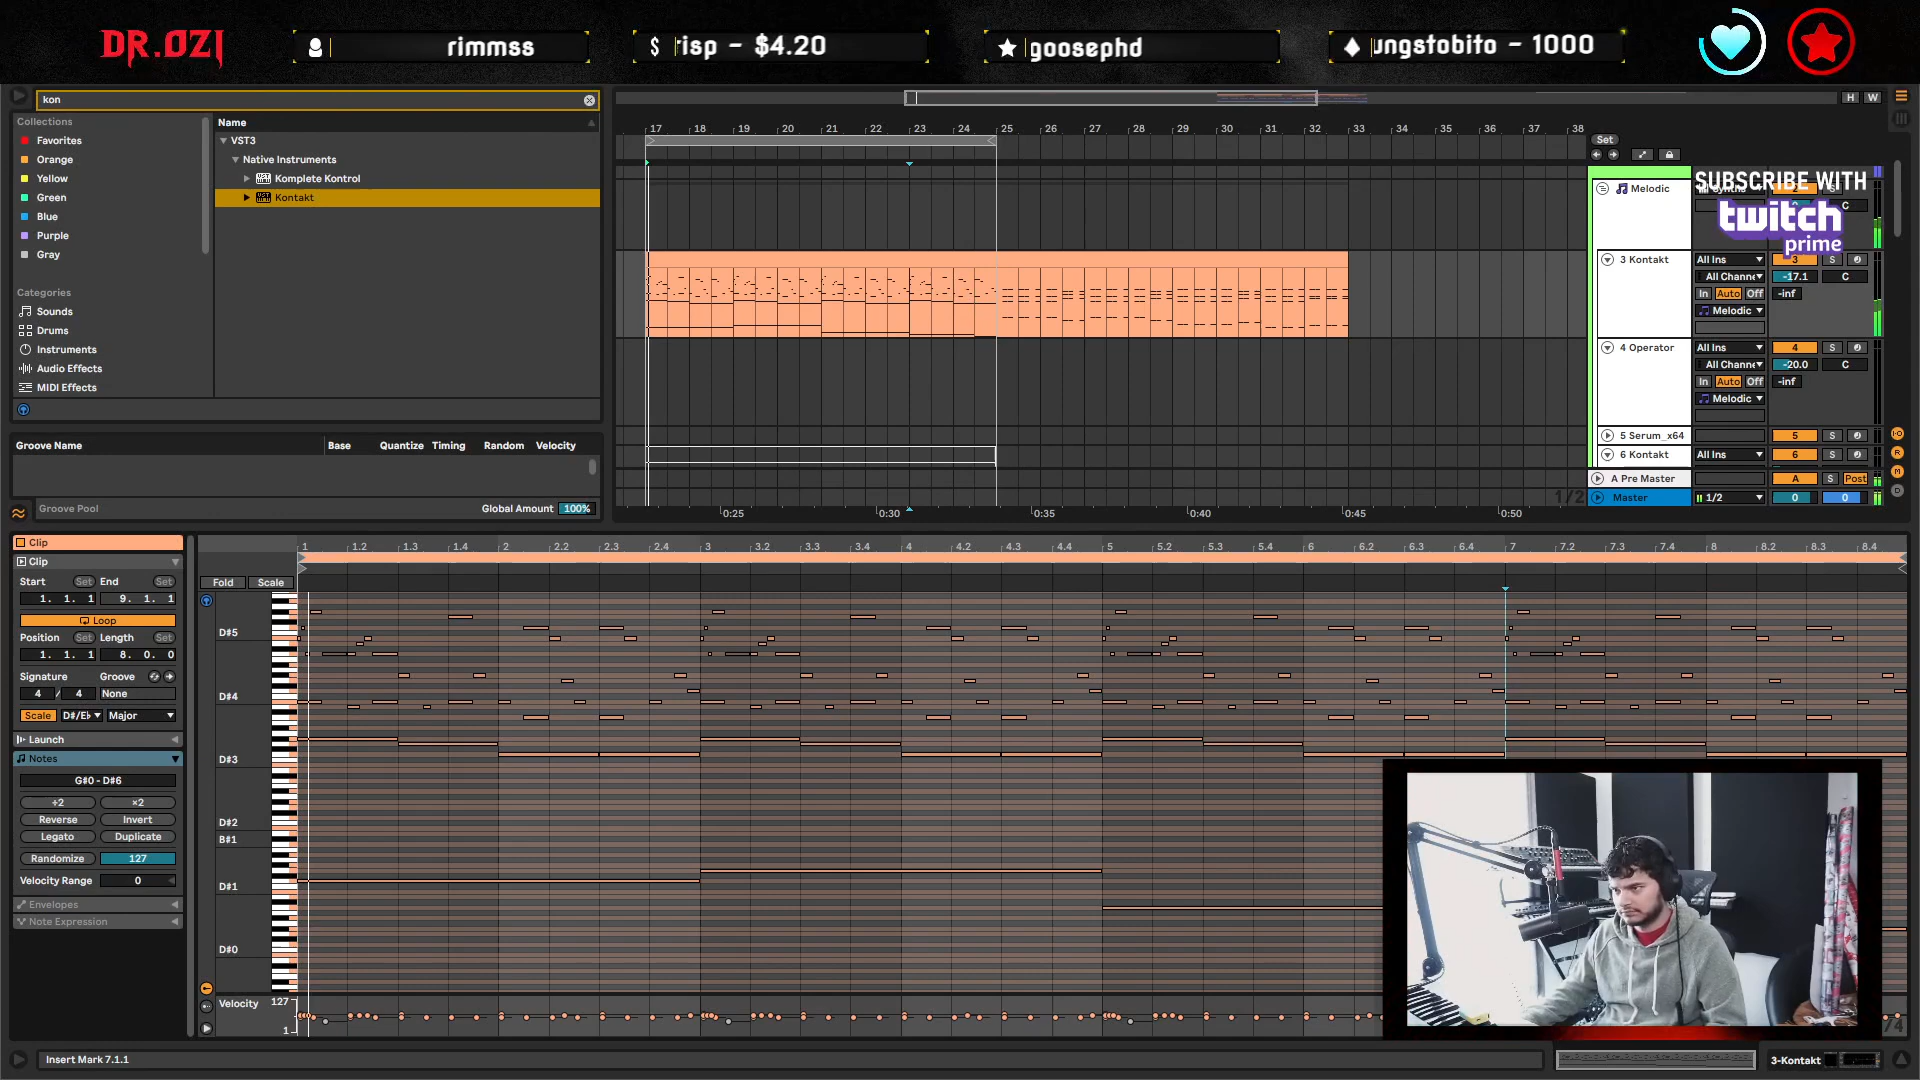 DR.OZI
rimmss
$ risp - $4.20
goosephd
ungstobito - 1000
kon
H W
Collections
Favorites
Orange
Yellow
Green
Blue
Purple
Gray
Categories
Sounds
Drums
Instruments
Audio Effects
MIDI Effects
Name
VST3
Native Instruments
Komplete Kontrol
Kontakt
Groove Name Base Quantize Timing Random Velocity
Groove Pool Global Amount 100%
17 18 19 20 21 22 23 24 25 26 27 28 29 30 31 32 33 34 35 36 37 38
Set
Melodic
SUBSCRIBE WITH
twitch
prime
C
3 Kontakt All Ins 3 S
All Channe -17.1 C
In Auto Off -inf
Melodic
4 Operator All Ins 4 S
All Channe -20.0 C
In Auto Off -inf
Melodic
5 Serum_x64 5 S
6 Kontakt All Ins 6 S
A Pre Master A S Post
1/2 Master 1/2 0 0
0:25 0:30 0:35 0:40 0:45 0:50
Clip
Clip
Start Set End Set
1. 1. 1 9. 1. 1
Loop
Position Set Length Set
1. 1. 1 8. 0. 0
Signature Groove
4 / 4 None
Scale D#/Eb Major
Launch
Notes
G#0 - D#6
÷2 ×2
Reverse Invert
Legato Duplicate
Randomize 127
Velocity Range 0
Envelopes
Note Expression
1 1.2 1.3 1.4 2 2.2 2.3 2.4 3 3.2 3.3 3.4 4 4.2 4.3 4.4 5 5.2 5.3 5.4 6 6.2 6.3 6.4 7 7.2 7.3 7.4 8 8.2 8.3 8.4
Fold Scale
D#5
D#4
D#3
D#2
B#1
D#1
D#0
Velocity 127
1
/4
Insert Mark 7.1.1
3-Kontakt